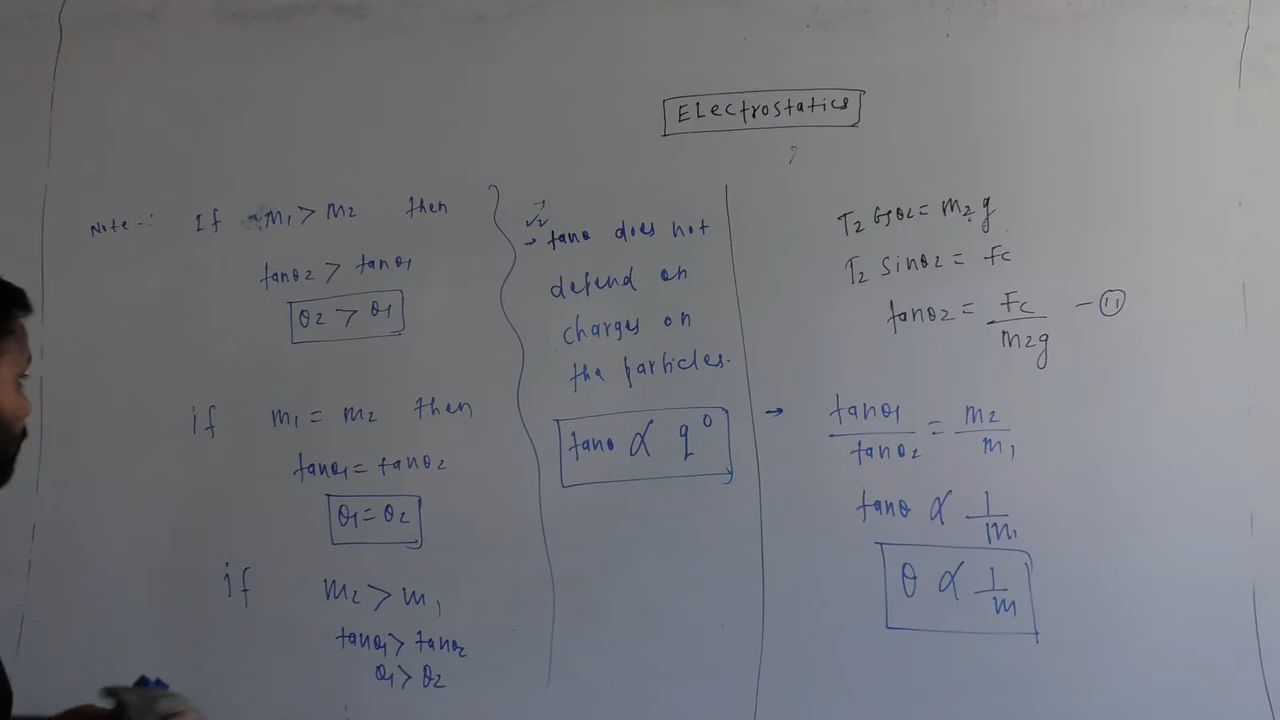 ELectrostatics
Note -: If m₁ > m₂ then
tanθ₂ > tanθ₁
θ₂ > θ₁
if m₁ = m₂ then
tanθ₁ = tanθ₂
θ₁ = θ₂
if m₂ > m₁
tanθ₁ > tanθ₂
θ₁ > θ₂
→ tanθ does not
defend on
charges on
the particles.
tanθ ∝ q⁰
T₂ Cosθ₂ = m₂g
T₂ sinθ₂ = Fc
tanθ₂ = Fc / m₂g - (11)
→ tanθ₁ / tanθ₂ = m₂ / m₁
tanθ ∝ 1 / m
θ ∝ 1 / m